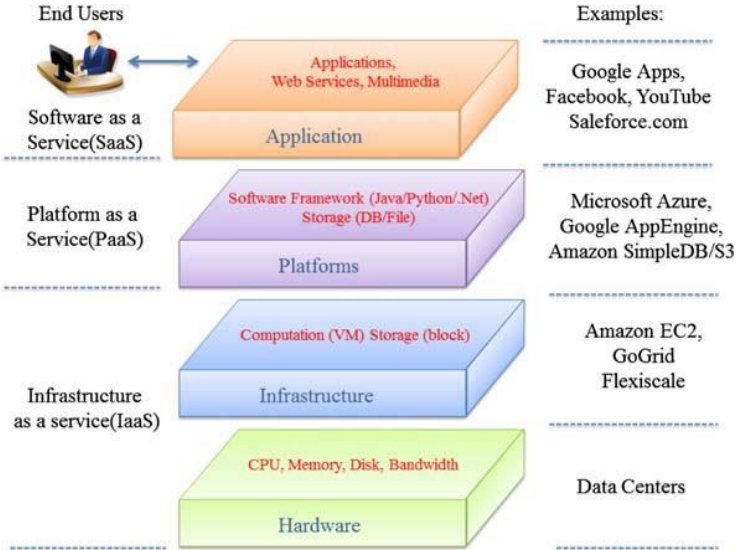 End Users
Examples:
Applications,
Web Services, Multimedia
Application
Software as a
Service(SaaS)
Google Apps,
Facebook, YouTube
Saleforce.com
Software Framework (Java/Python/.Net)
Storage (DB/File)
Platforms
Platform as a
Service(PaaS)
Microsoft Azure,
Google AppEngine,
Amazon SimpleDB/S3
Computation (VM) Storage (block)
Infrastructure
Amazon EC2,
GoGrid
Flexiscale
Infrastructure
as a service(IaaS)
CPU, Memory, Disk, Bandwidth
Hardware
Data Centers